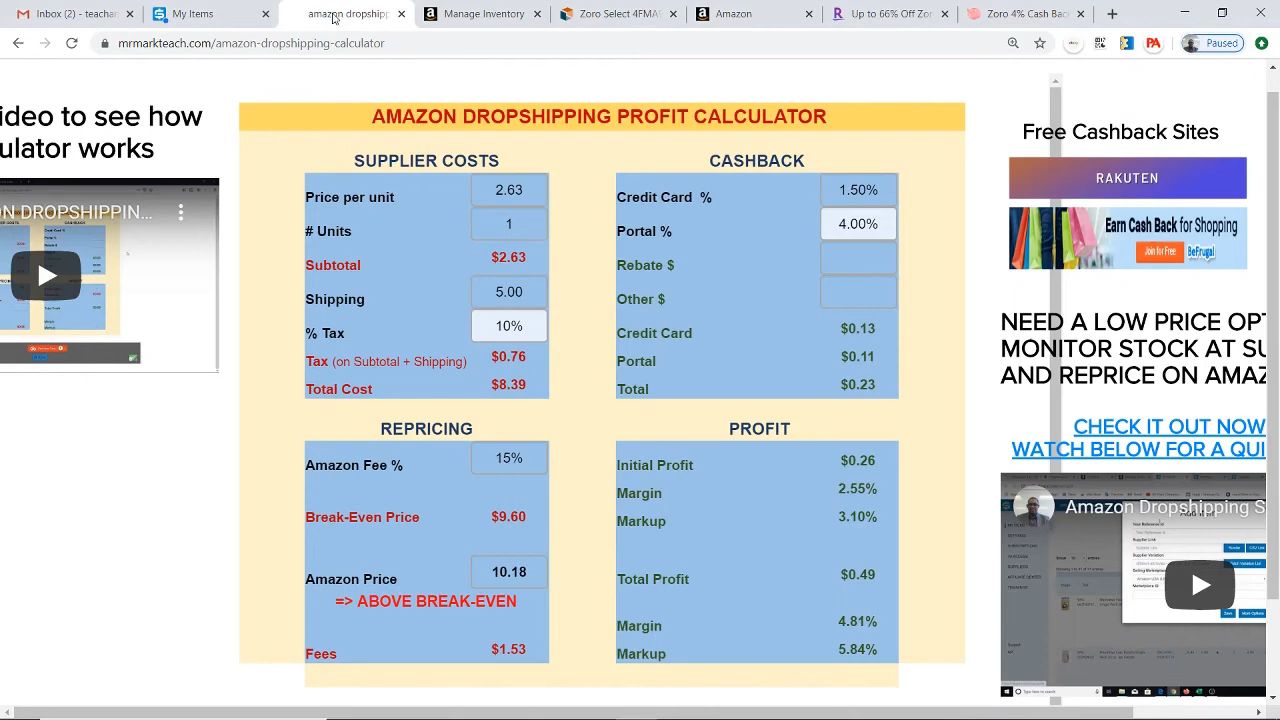 Inbox (1,256)
My Items
amazon dropshipp
Manage Inventory
Zoro Select 4FMA9
Amazon
Up to 66% Off Zor
Zoro 4% Cash Back
mrmarkteach.com/amazon-dropshipping-calculator
PA
Paused
ideo to see how
ulator works
ON DROPSHIPPIN...
AMAZON DROPSHIPPING PROFIT CALCULATOR
SUPPLIER COSTS
Price per unit 2.63
# Units 1
Subtotal $2.63
Shipping 5.00
% Tax 10%
Tax (on Subtotal + Shipping) $0.76
Total Cost $8.39
CASHBACK
Credit Card % 1.50%
Portal % 4.00%
Rebate $
Other $
Credit Card $0.13
Portal $0.11
Total $0.23
REPRICING
Amazon Fee % 15%
Break-Even Price $9.60
Amazon Price 10.18
=> ABOVE BREAK-EVEN
Fees $1.53
PROFIT
Initial Profit $0.26
Margin 2.58%
Markup 3.10%
Total Profit
Margin 4.81%
Markup 5.84%
Free Cashback Sites
RAKUTEN
Earn Cash Back for Shopping
Join for Free
BeFrugal
NEED A LOW PRICE OPT
MONITOR STOCK AT SU
AND REPRICE ON AMAZ
CHECK IT OUT NOW
WATCH BELOW FOR A QUI
Amazon Dropshipping S